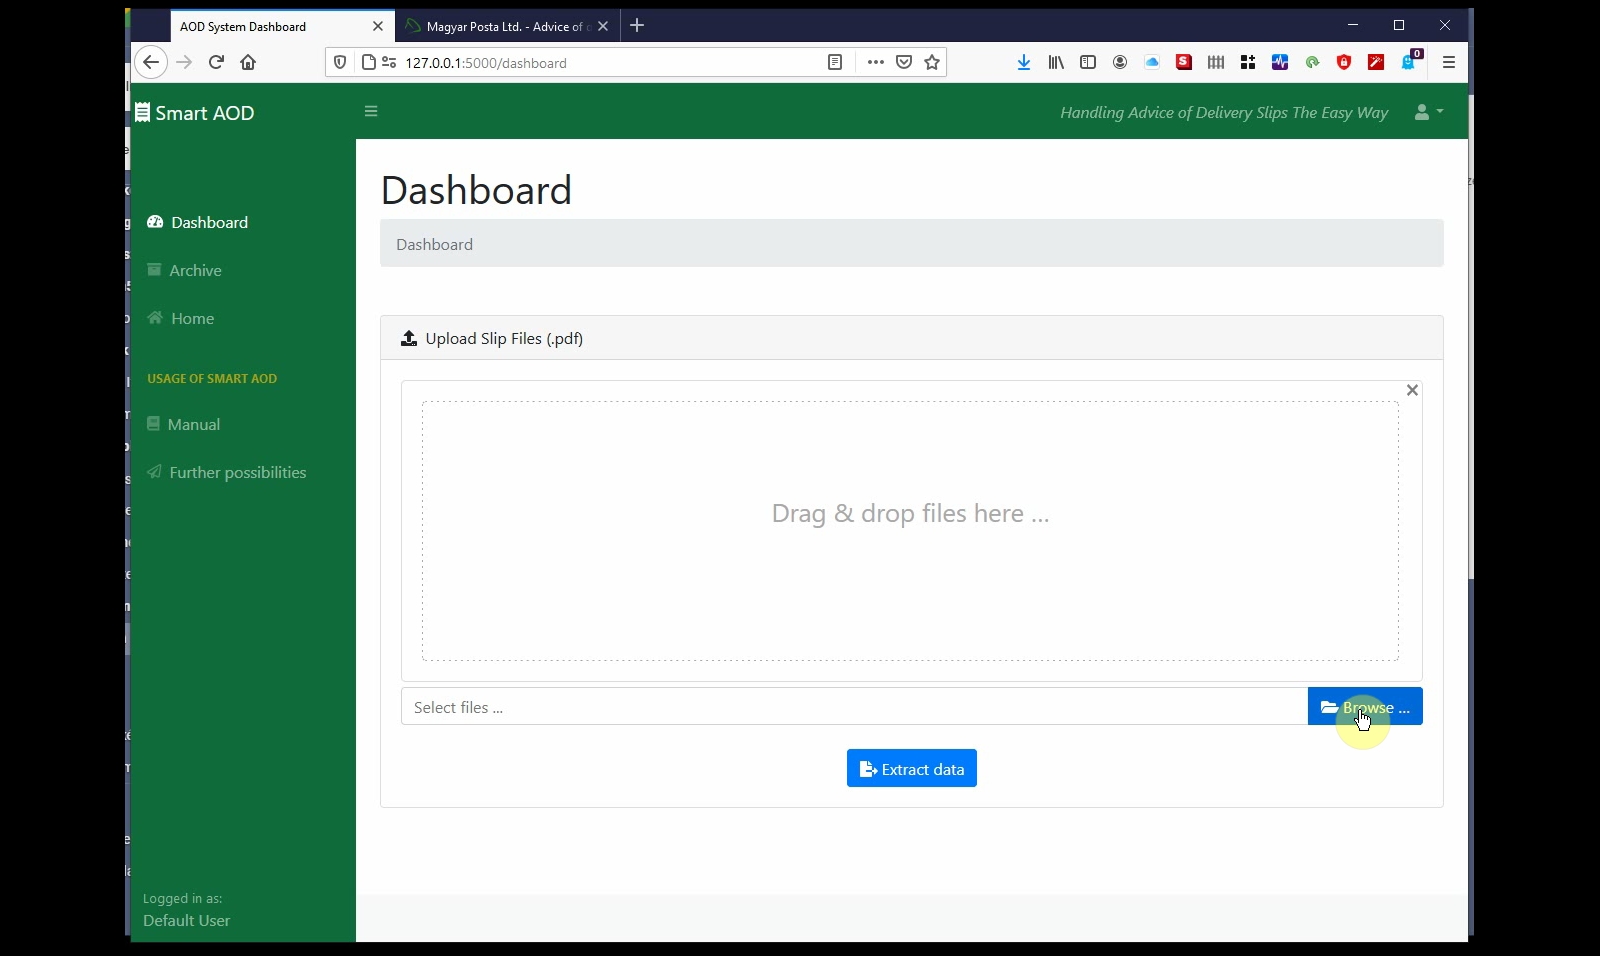 AOD System Dashboard
Magyar Posta Ltd. - Advice of
127.0.0.1:5000/dashboard
0
Smart AOD
Handling Advice of Delivery Slips The Easy Way
Dashboard
Archive
Home
USAGE OF SMART AOD
Manual
Further possibilities
Logged in as:
Default User
Dashboard
Dashboard
Upload Slip Files (.pdf)
Drag & drop files here ...
Select files ...
Browse ...
Extract data